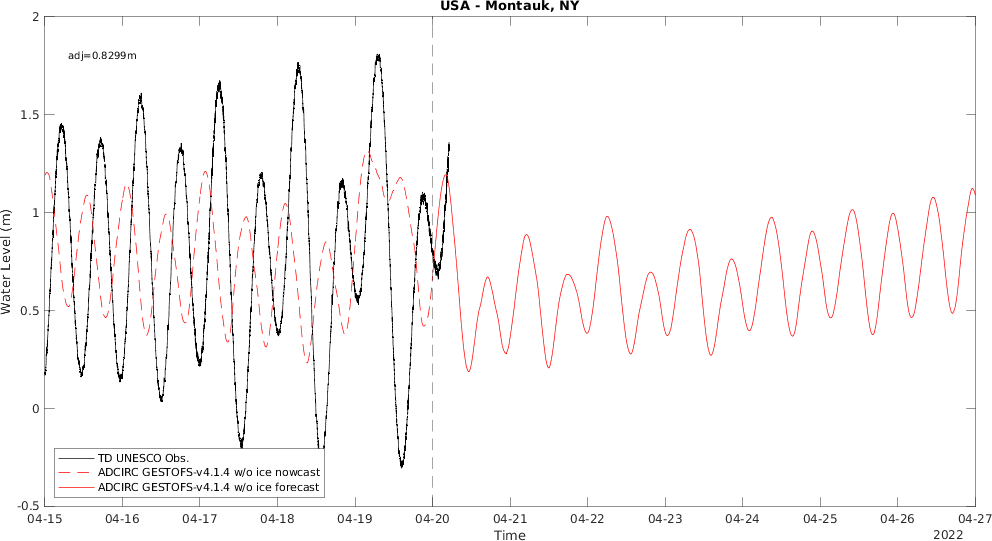 USA - Montauk, NY
adj=0.8299m
2
1.5
1
0.5
0
-0.5
Water Level (m)
TD UNESCO Obs.
ADCIRC GESTOFS-v4.1.4 w/o ice nowcast
ADCIRC GESTOFS-v4.1.4 w/o ice forecast
04-15 04-16 04-17 04-18 04-19 04-20 04-21 04-22 04-23 04-24 04-25 04-26 04-27
Time
2022